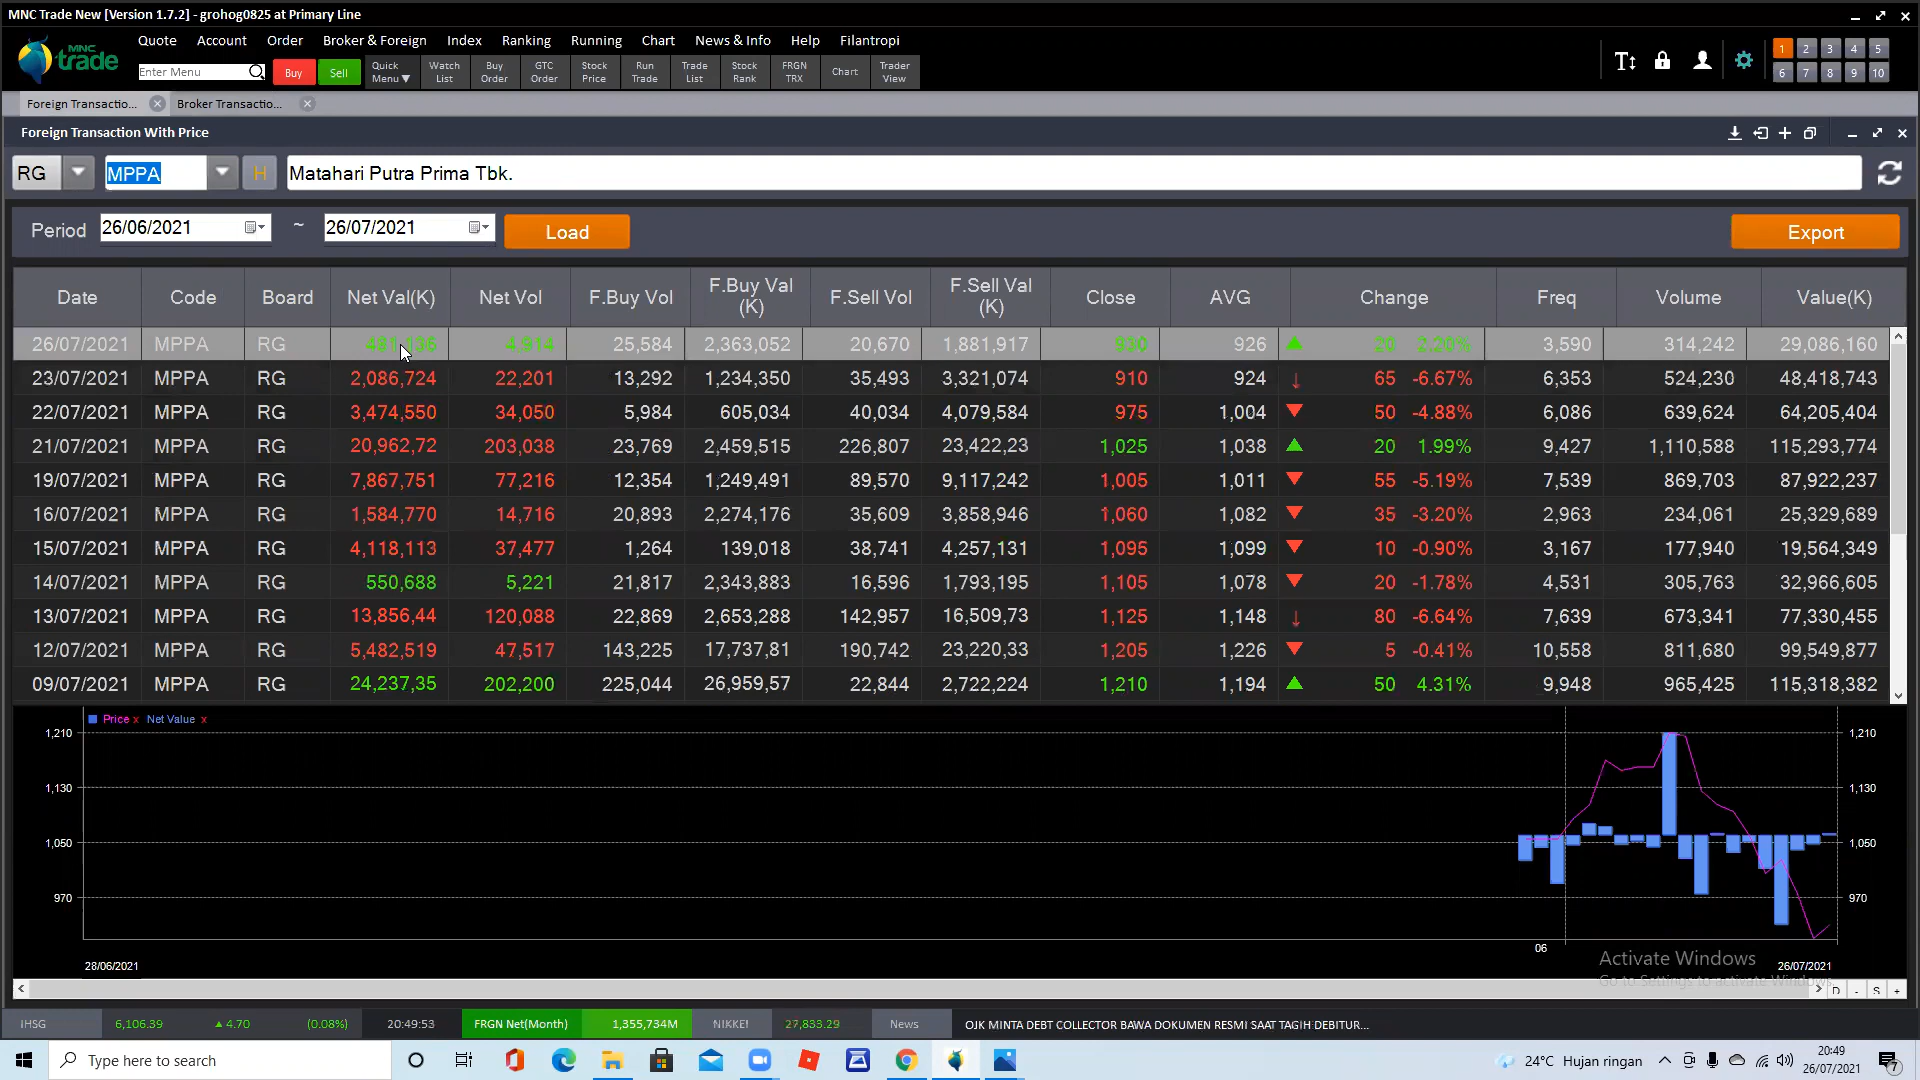 MNC Trade New [Version 1.7.2] - grohog0825 at Primary Line
MNC trade
Quote Account Order Broker & Foreign Index Ranking Running Chart News & Info Help Filantropi
Enter Menu Buy Sell Quick Menu▼ Watch List Buy Order GTC Order Stock Price Run Trade Trade List Stock Rank FRGN TRX Chart Trader View
1 2 3 4 5
6 7 8 9 10
Foreign Transactio... Broker Transactio...
Foreign Transaction With Price
RG MPPA H Matahari Putra Prima Tbk.
Period 26/06/2021 ~ 26/07/2021 Load Export
Date Code Board Net Val(K) Net Vol F.Buy Vol F.Buy Val (K) F.Sell Vol F.Sell Val (K) Close AVG Change Freq Volume Value(K)
26/07/2021 MPPA RG 4,914 25,584 2,363,052 20,670 1,881,917 930 926 20 2.20% 3,590 314,242 29,086,160
23/07/2021 MPPA RG 2,086,724 22,201 13,292 1,234,350 35,493 3,321,074 910 924 65 -6.67% 6,353 524,230 48,418,743
22/07/2021 MPPA RG 3,474,550 34,050 5,984 605,034 40,034 4,079,584 975 1,004 50 -4.88% 6,086 639,624 64,205,404
21/07/2021 MPPA RG 20,962,72 203,038 23,769 2,459,515 226,807 23,422,23 1,025 1,038 20 1.99% 9,427 1,110,588 115,293,774
19/07/2021 MPPA RG 7,867,751 77,216 12,354 1,249,491 89,570 9,117,242 1,005 1,011 55 -5.19% 7,539 869,703 87,922,237
16/07/2021 MPPA RG 1,584,770 14,716 20,893 2,274,176 35,609 3,858,946 1,060 1,082 35 -3.20% 2,963 234,061 25,329,689
15/07/2021 MPPA RG 4,118,113 37,477 1,264 139,018 38,741 4,257,131 1,095 1,099 10 -0.90% 3,167 177,940 19,564,349
14/07/2021 MPPA RG 550,688 5,221 21,817 2,343,883 16,596 1,793,195 1,105 1,078 20 -1.78% 4,531 305,763 32,966,605
13/07/2021 MPPA RG 13,856,44 120,088 22,869 2,653,288 142,957 16,509,73 1,125 1,148 80 -6.64% 7,639 673,341 77,330,455
12/07/2021 MPPA RG 5,482,519 47,517 143,225 17,737,81 190,742 23,220,33 1,205 1,226 5 -0.41% 10,558 811,680 99,549,877
09/07/2021 MPPA RG 24,237,35 202,200 225,044 26,959,57 22,844 2,722,224 1,210 1,194 50 4.31% 9,948 965,425 115,318,382
Price x Net Value x
1,210 1,210
1,130 1,130
1,050 1,050
970 970
06
28/06/2021 26/07/2021
Activate Windows
Go to Settings to activate Windows.
D - S +
IHSG 6,106.39 ▲ 4.70 (0.08%) 20:49:53 FRGN Net(Month) 1,355,734M NIKKEI 27,833.29 News OJK MINTA DEBT COLLECTOR BAWA DOKUMEN RESMI SAAT TAGIH DEBITUR...
Type here to search 24°C Hujan ringan 20:49
26/07/2021 7